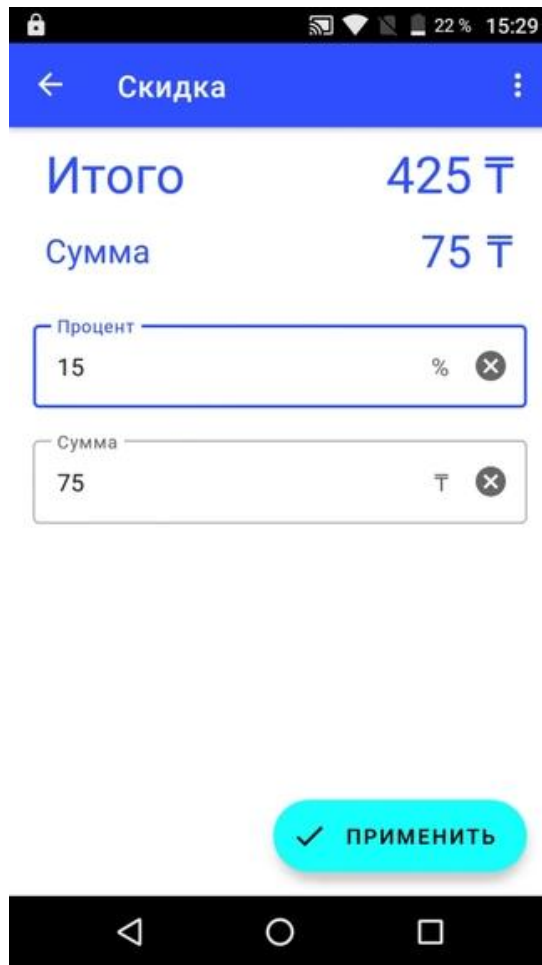 22 % 15:29
Скидка
Итого 425 ₸
Сумма 75 ₸
Процент
15 %
Сумма
75 ₸
ПРИМЕНИТЬ